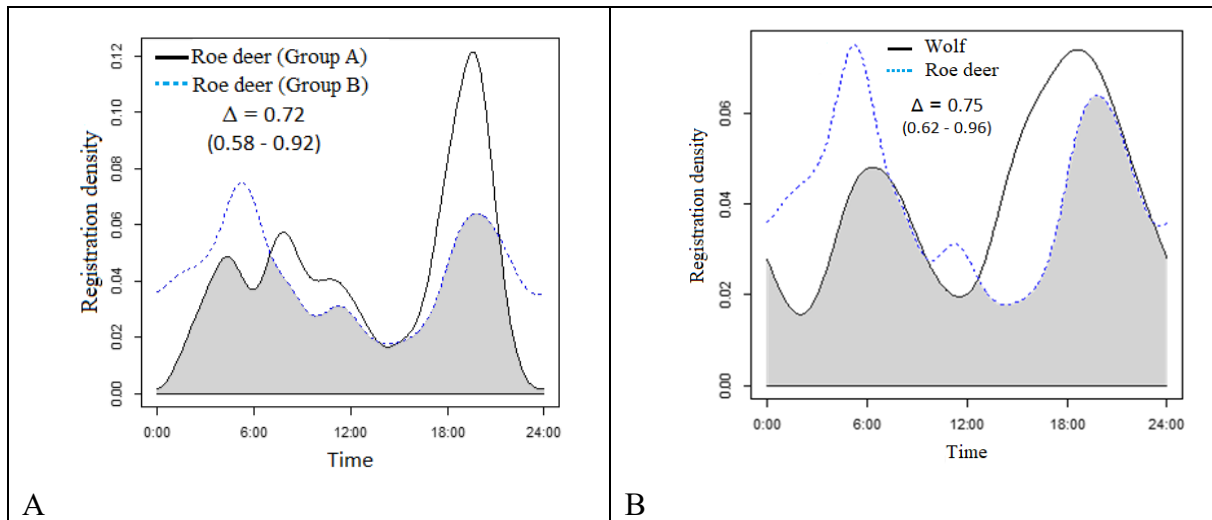 Roe deer (Group A)
Roe deer (Group B)
Δ = 0.72
(0.58 - 0.92)
Registration density
0.12
0.10
0.08
0.06
0.04
0.02
0.00
0:00 6:00 12:00 18:00 24:00
Time
A
Wolf
Roe deer
Δ = 0.75
(0.62 - 0.96)
Registration density
0.06
0.04
0.02
0.00
0:00 6:00 12:00 18:00 24:00
Time
B